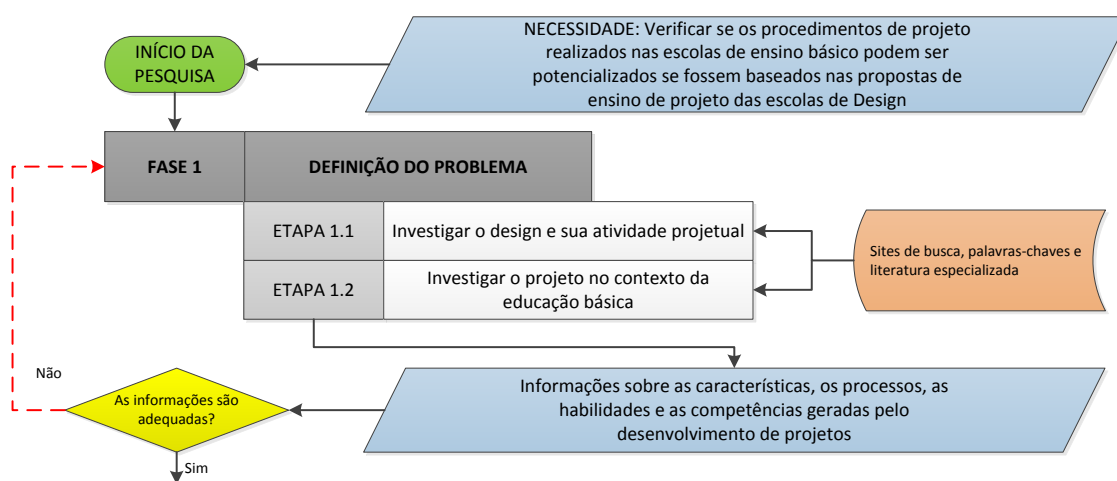 NECESSIDADE: Verificar se os procedimentos de projeto
realizados nas escolas de ensino básico podem ser
potencializados se fossem baseados nas propostas de
ensino de projeto das escolas de Design
INÍCIO DA
PESQUISA
FASE 1
DEFINIÇÃO DO PROBLEMA
ETAPA 1.1
Investigar o design e sua atividade projetual
ETAPA 1.2
Investigar o projeto no contexto da
educação básica
Sites de busca, palavras-chaves e
literatura especializada
Informações sobre as características, os processos, as
habilidades e as competências geradas pelo
desenvolvimento de projetos
Não
As informações são
adequadas?
Sim